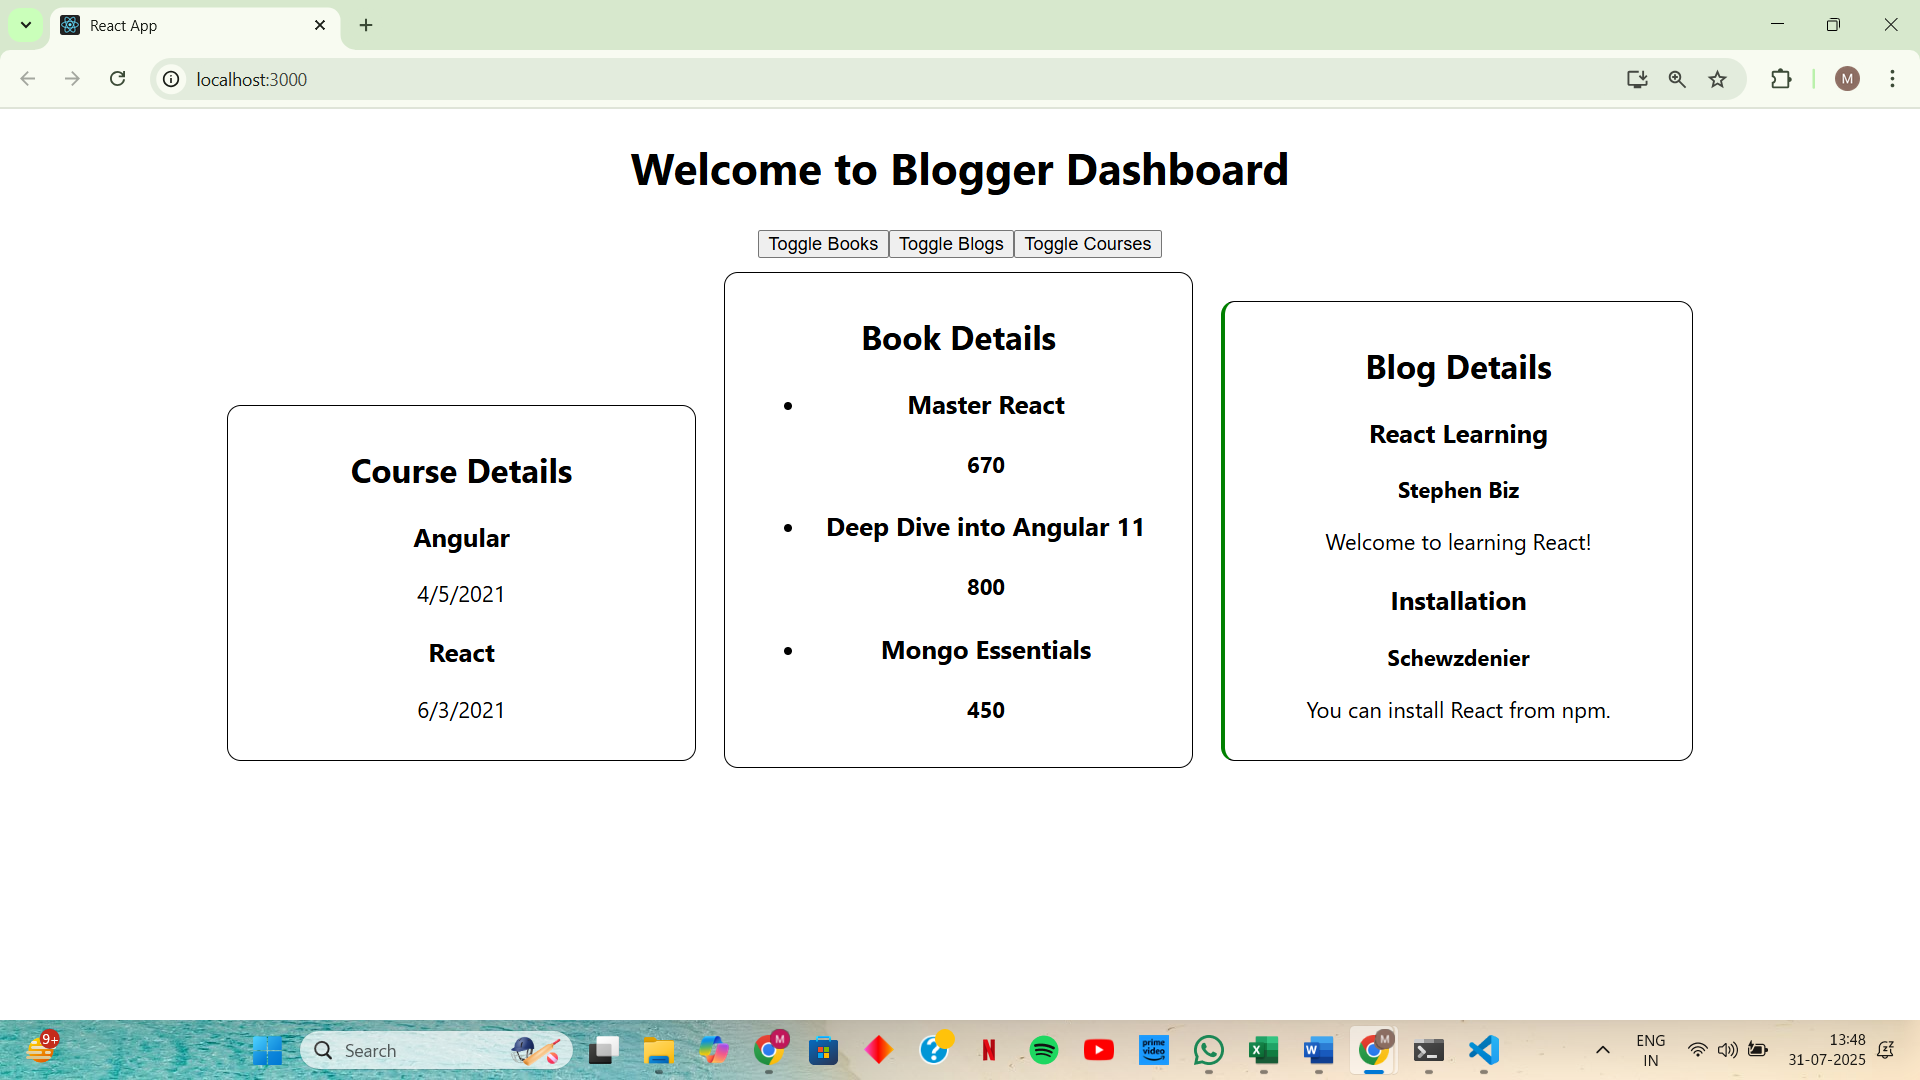 React App
localhost:3000
M
Welcome to Blogger Dashboard
Toggle Books
Toggle Blogs
Toggle Courses
Course Details
Angular
4/5/2021
React
6/3/2021
Book Details
Master React
670
Deep Dive into Angular 11
800
Mongo Essentials
450
Blog Details
React Learning
Stephen Biz
Welcome to learning React!
Installation
Schewzdenier
You can install React from npm.
9+
Search
M
N
prime video
X
W
M
ENG
IN
13:48
31-07-2025